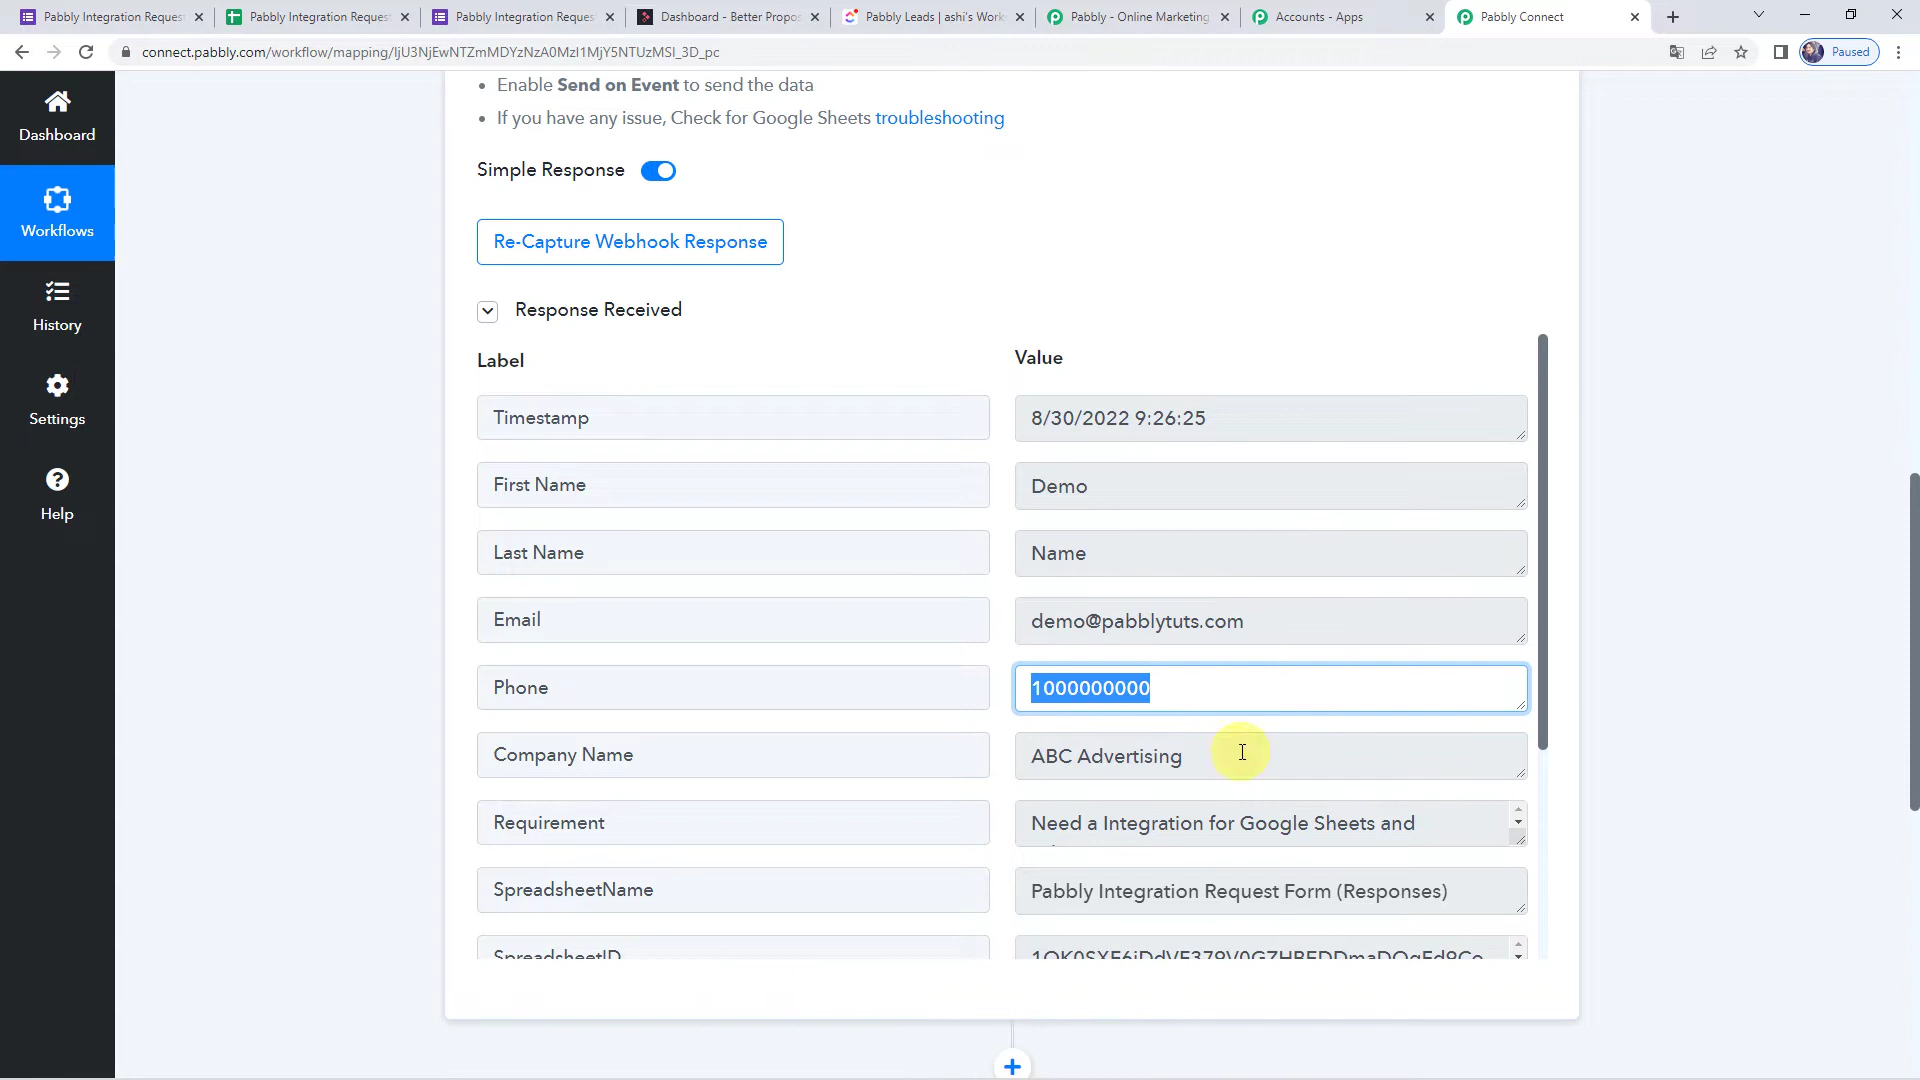 Pabbly Integration Reques
Pabbly Integration Reques
Pabbly Integration Reques
Dashboard - Better Propos
Pabbly Leads | ashi's Work
Pabbly - Online Marketing
Accounts - Apps
Pabbly Connect
connect.pabbly.com/workflow/mapping/IjU3NjEwNTZmMDYzNzA0MzI1MjY5NTUzMSI_3D_pc
Paused
Dashboard
Workflows
History
Settings
Help
Enable Send on Event to send the data
If you have any issue, Check for Google Sheets troubleshooting
Simple Response
Re-Capture Webhook Response
Response Received
Label Value
Timestamp 8/30/2022 9:26:25
First Name Demo
Last Name Name
Email demo@pabblytuts.com
Phone 1000000000
Company Name ABC Advertising
Requirement Need a Integration for Google Sheets and
SpreadsheetName Pabbly Integration Request Form (Responses)
SpreadsheetID